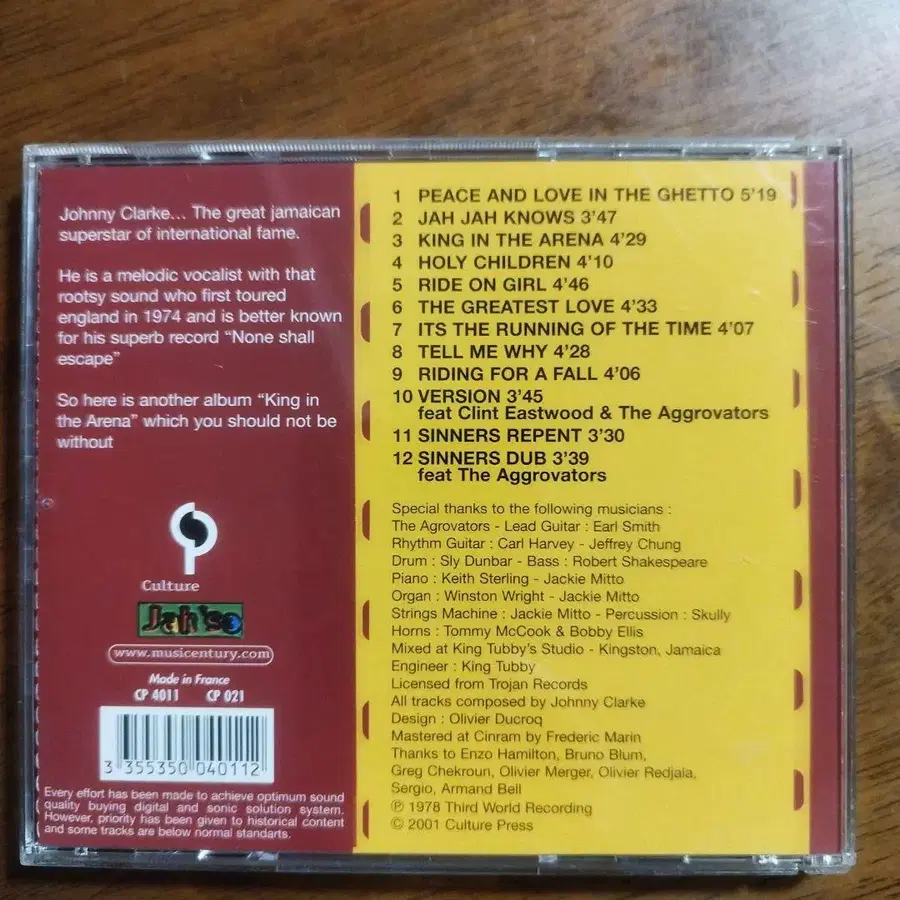 Johnny Clarke... The great jamaican
superstar of international fame.
He is a melodic vocalist with that
rootsy sound who first toured
england in 1974 and is better known
for his superb record “None shall
escape”
So here is another album “King in
the Arena” which you should not be
without
Culture
Jah'so
www.musicentury.com
Made in France
CP 4011 CP 021
3 355350 040112
Every effort has been made to achieve optimum sound
quality buying digital and sonic solution system.
However, priority has been given to historical content
and some tracks are below normal standarts.
1 PEACE AND LOVE IN THE GHETTO 5'19
2 JAH JAH KNOWS 3'47
3 KING IN THE ARENA 4'29
4 HOLY CHILDREN 4'10
5 RIDE ON GIRL 4'46
6 THE GREATEST LOVE 4'33
7 ITS THE RUNNING OF THE TIME 4'07
8 TELL ME WHY 4'28
9 RIDING FOR A FALL 4'06
10 VERSION 3'45
feat Clint Eastwood & The Aggrovators
11 SINNERS REPENT 3'30
12 SINNERS DUB 3'39
feat The Aggrovators
Special thanks to the following musicians :
The Agrovators - Lead Guitar : Earl Smith
Rhythm Guitar : Carl Harvey - Jeffrey Chung
Drum : Sly Dunbar - Bass : Robert Shakespeare
Piano : Keith Sterling - Jackie Mitto
Organ : Winston Wright - Jackie Mitto
Strings Machine : Jackie Mitto - Percussion : Skully
Horns : Tommy McCook & Bobby Ellis
Mixed at King Tubby's Studio - Kingston, Jamaica
Engineer : King Tubby
Licensed from Trojan Records
All tracks composed by Johnny Clarke
Design : Olivier Ducroq
Mastered at Cinram by Frederic Marin
Thanks to Enzo Hamilton, Bruno Blum,
Greg Chekroun, Olivier Merger, Olivier Redjala,
Sergio, Armand Bell
℗ 1978 Third World Recording
© 2001 Culture Press